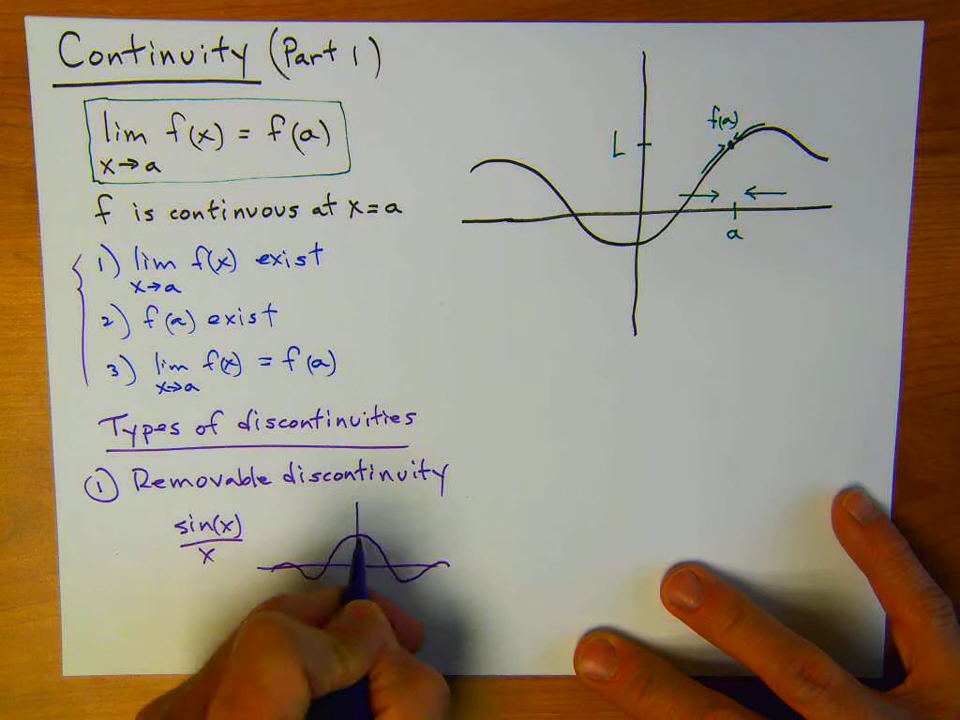 Continuity (Part 1)
lim f(x) = f(a)
x→a
f is continuous at x=a
1) lim f(x) exist
x→a
2) f(a) exist
3) lim f(x) = f(a)
x→a
Types of discontinuities
① Removable discontinuity
sin(x)
x
f(a)
L
a